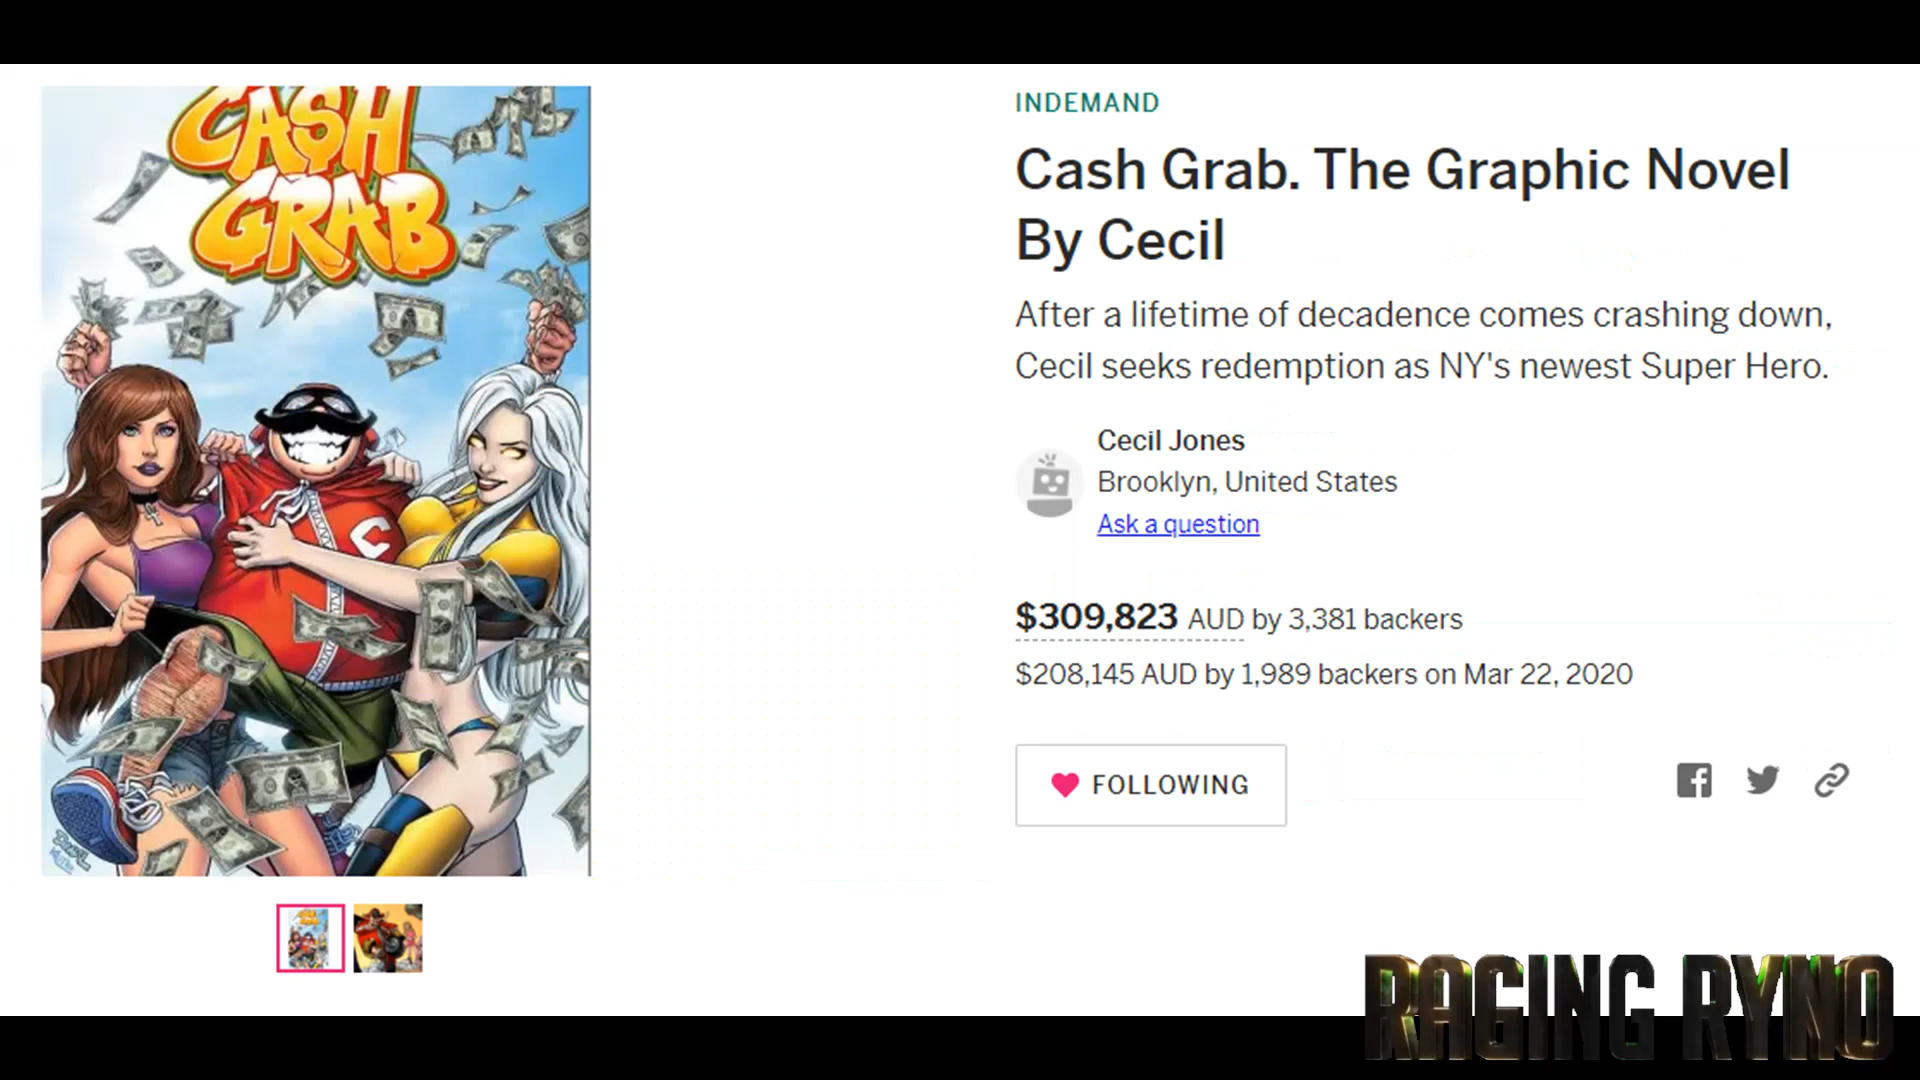 CASH
GRAB
C
INDEMAND
Cash Grab. The Graphic Novel
By Cecil
After a lifetime of decadence comes crashing down,
Cecil seeks redemption as NY's newest Super Hero.
Cecil Jones
Brooklyn, United States
Ask a question
$309,823 AUD by 3,381 backers
$208,145 AUD by 1,989 backers on Mar 22, 2020
FOLLOWING
RAGING RYNO